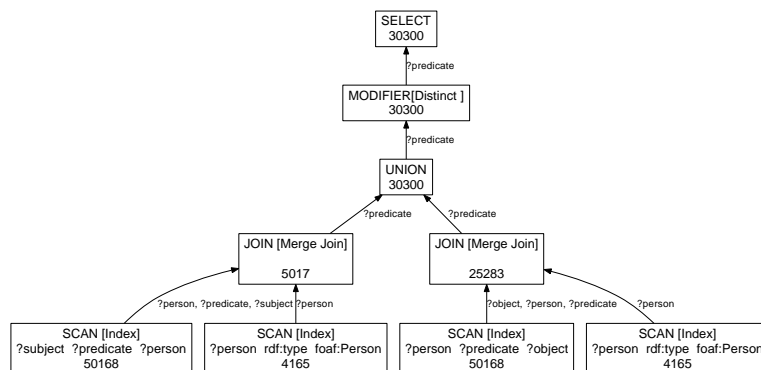 SELECT
30300
?predicate
MODIFIER[Distinct ]
30300
?predicate
UNION
30300
?predicate
?predicate
JOIN [Merge Join]
5017
JOIN [Merge Join]
25283
?person, ?predicate, ?subject
?person
?object, ?person, ?predicate
?person
SCAN [Index]
?subject ?predicate ?person
50168
SCAN [Index]
?person rdf:type foaf:Person
4165
SCAN [Index]
?person ?predicate ?object
50168
SCAN [Index]
?person rdf:type foaf:Person
4165